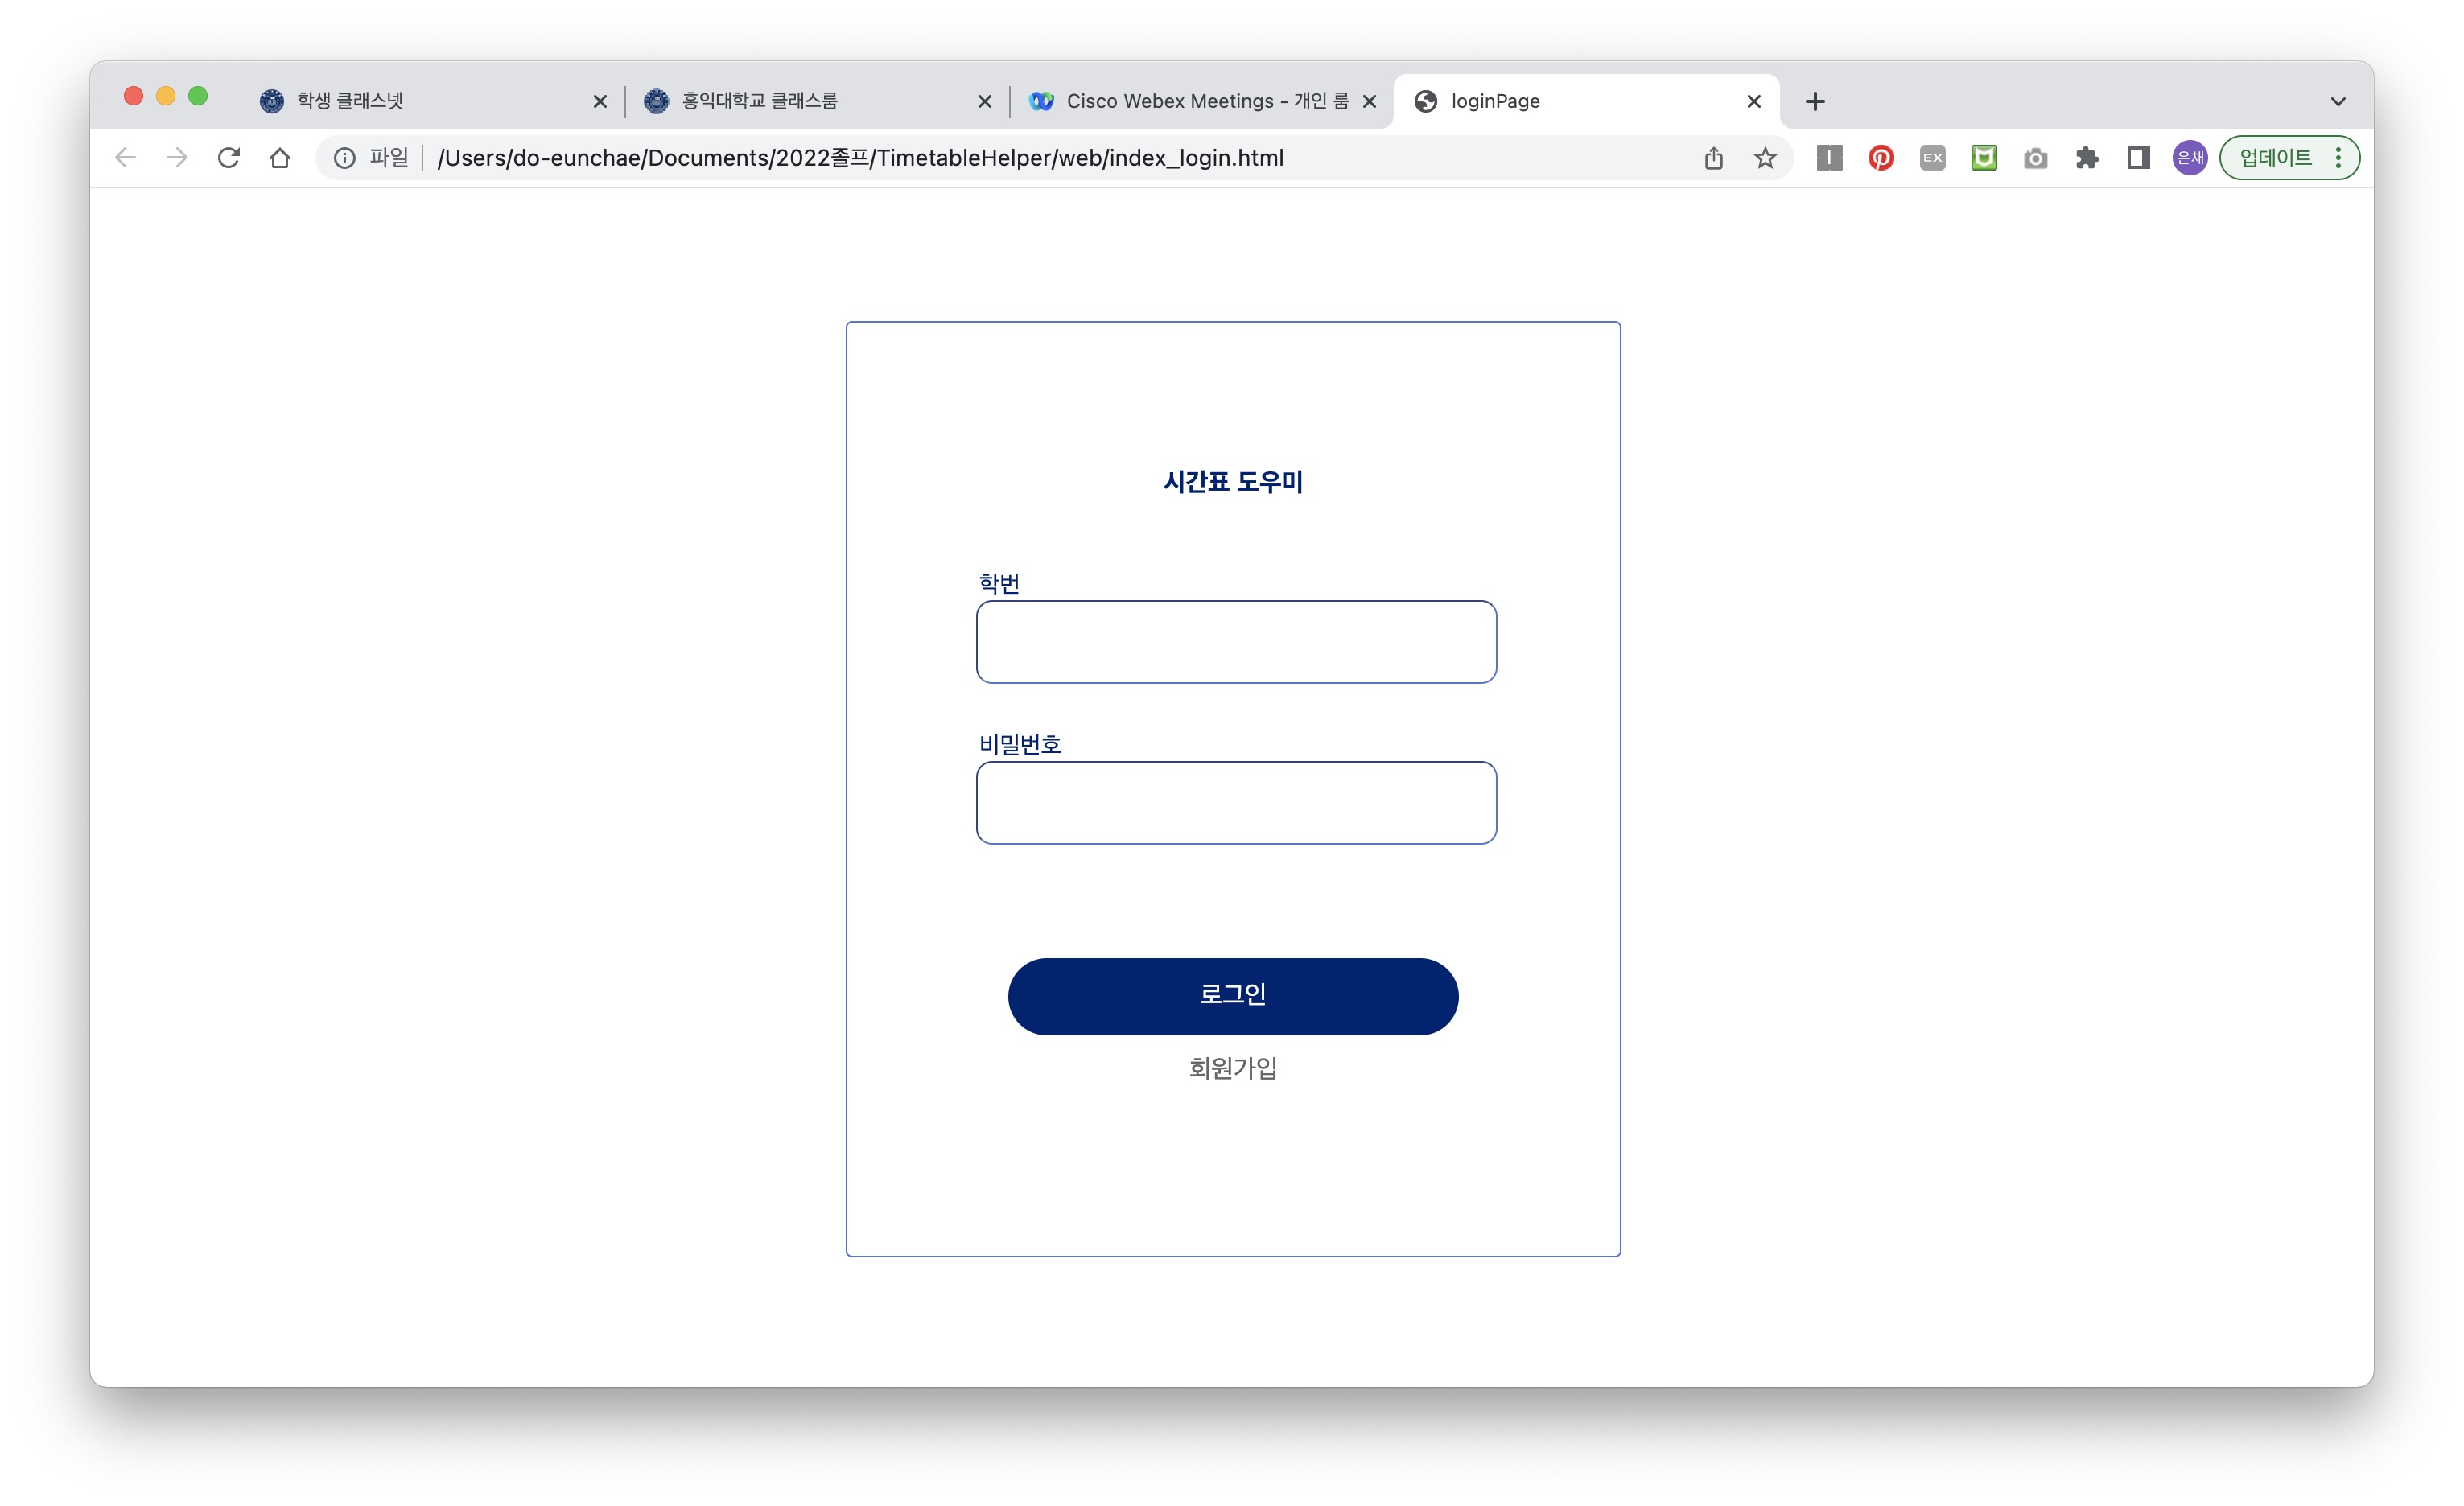 학생 클래스넷
홍익대학교 클래스룸
Cisco Webex Meetings - 개인 룸
loginPage
파일
/Users/do-eunchae/Documents/2022졸프/TimetableHelper/web/index_login.html
EX
은채
업데이트
시간표 도우미
학번
비밀번호
로그인
회원가입